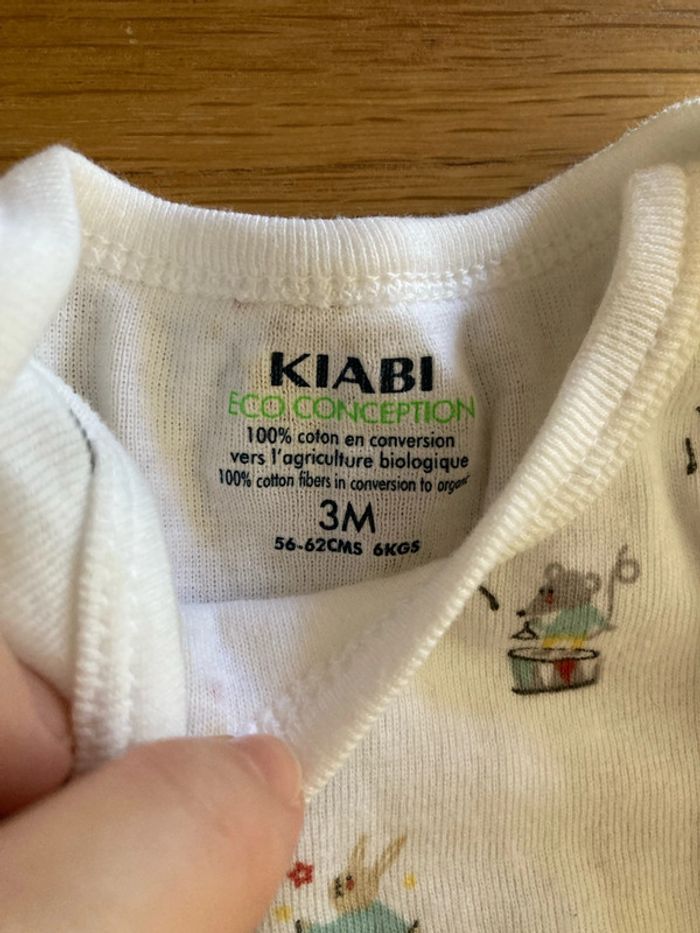 KIABI
ECO CONCEPTION
100% coton en conversion
vers l'agriculture biologique
100% cotton fibers in conversion to organic
3M
56-62CMS 6KGS